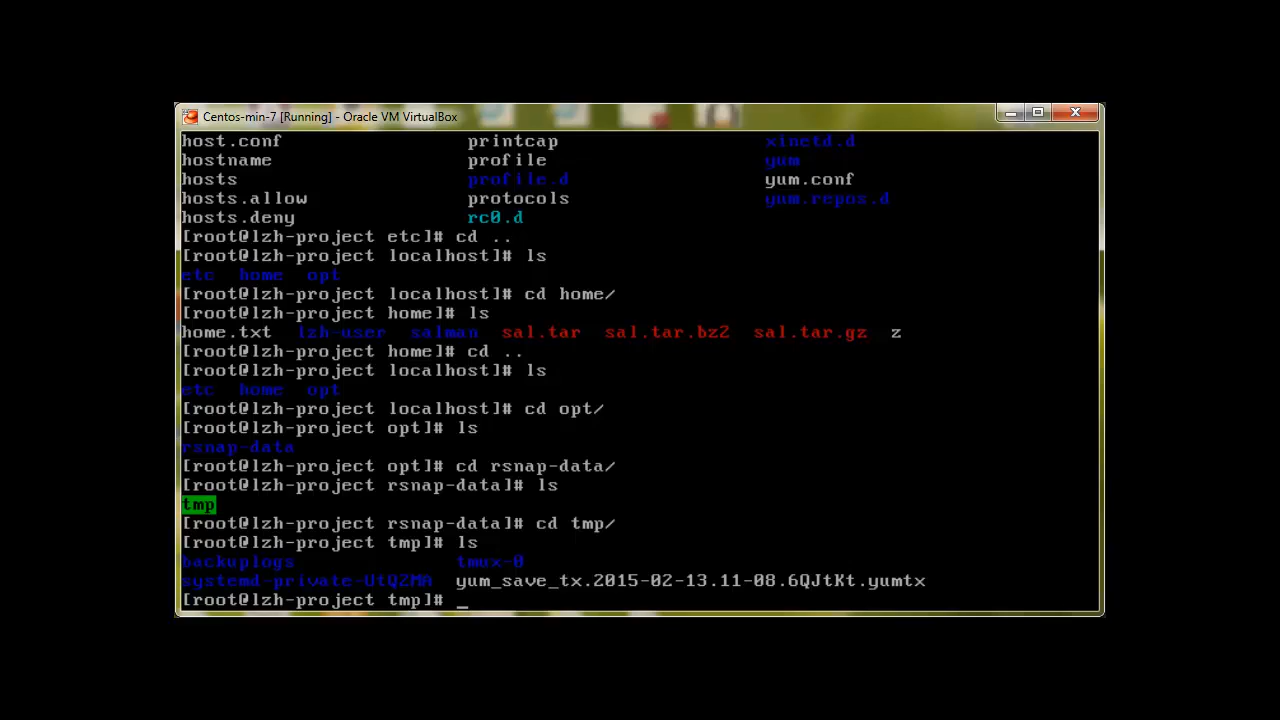 Centos-min-7 [Running] - Oracle VM VirtualBox
host.conf printcap xinetd.d
hostname profile yum
hosts profile.d yum.conf
hosts.allow protocols yum.repos.d
hosts.deny rc0.d
[root@lzh-project etc]# cd ..
[root@lzh-project localhost]# ls
etc home opt
[root@lzh-project localhost]# cd home/
[root@lzh-project home]# ls
home.txt lzh-user salman sal.tar sal.tar.bz2 sal.tar.gz z
[root@lzh-project home]# cd ..
[root@lzh-project localhost]# ls
etc home opt
[root@lzh-project localhost]# cd opt/
[root@lzh-project opt]# ls
rsnap-data
[root@lzh-project opt]# cd rsnap-data/
[root@lzh-project rsnap-data]# ls
tmp
[root@lzh-project rsnap-data]# cd tmp/
[root@lzh-project tmp]# ls
backuplogs tmux-0
systemd-private-UtQZMA yum_save_tx.2015-02-13.11-08.6QJtKt.yumtx
[root@lzh-project tmp]# _